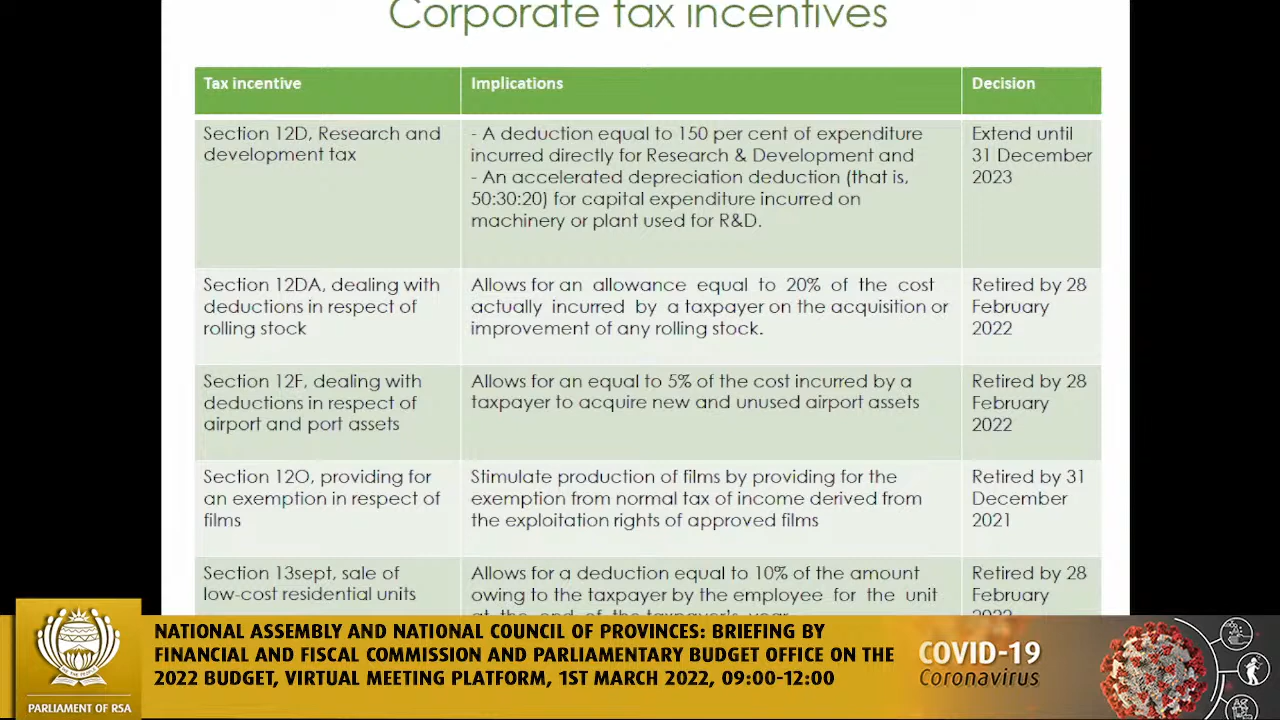 Corporate tax incentives
Tax incentive
Implications
Decision
Section 12D, Research and
development tax
- A deduction equal to 150 per cent of expenditure
incurred directly for Research & Development and
- An accelerated depreciation deduction (that is,
50:30:20) for capital expenditure incurred on
machinery or plant used for R&D.
Extend until
31 December
2023
Section 12DA, dealing with
deductions in respect of
rolling stock
Allows for an allowance equal to 20% of the cost
actually incurred by a taxpayer on the acquisition or
improvement of any rolling stock.
Retired by 28
February
2022
Section 12F, dealing with
deductions in respect of
airport and port assets
Allows for an equal to 5% of the cost incurred by a
taxpayer to acquire new and unused airport assets
Retired by 28
February
2022
Section 12O, providing for
an exemption in respect of
films
Stimulate production of films by providing for the
exemption from normal tax of income derived from
the exploitation rights of approved films
Retired by 31
December
2021
Section 13sept, sale of
low-cost residential units
Allows for a deduction equal to 10% of the amount
owing to the taxpayer by the employee for the unit
at the end of the taxpayer's year
Retired by 28
February
2022
NATIONAL ASSEMBLY AND NATIONAL COUNCIL OF PROVINCES: BRIEFING BY
FINANCIAL AND FISCAL COMMISSION AND PARLIAMENTARY BUDGET OFFICE ON THE
2022 BUDGET, VIRTUAL MEETING PLATFORM, 1ST MARCH 2022, 09:00-12:00
PARLIAMENT OF RSA
COVID-19
Coronavirus